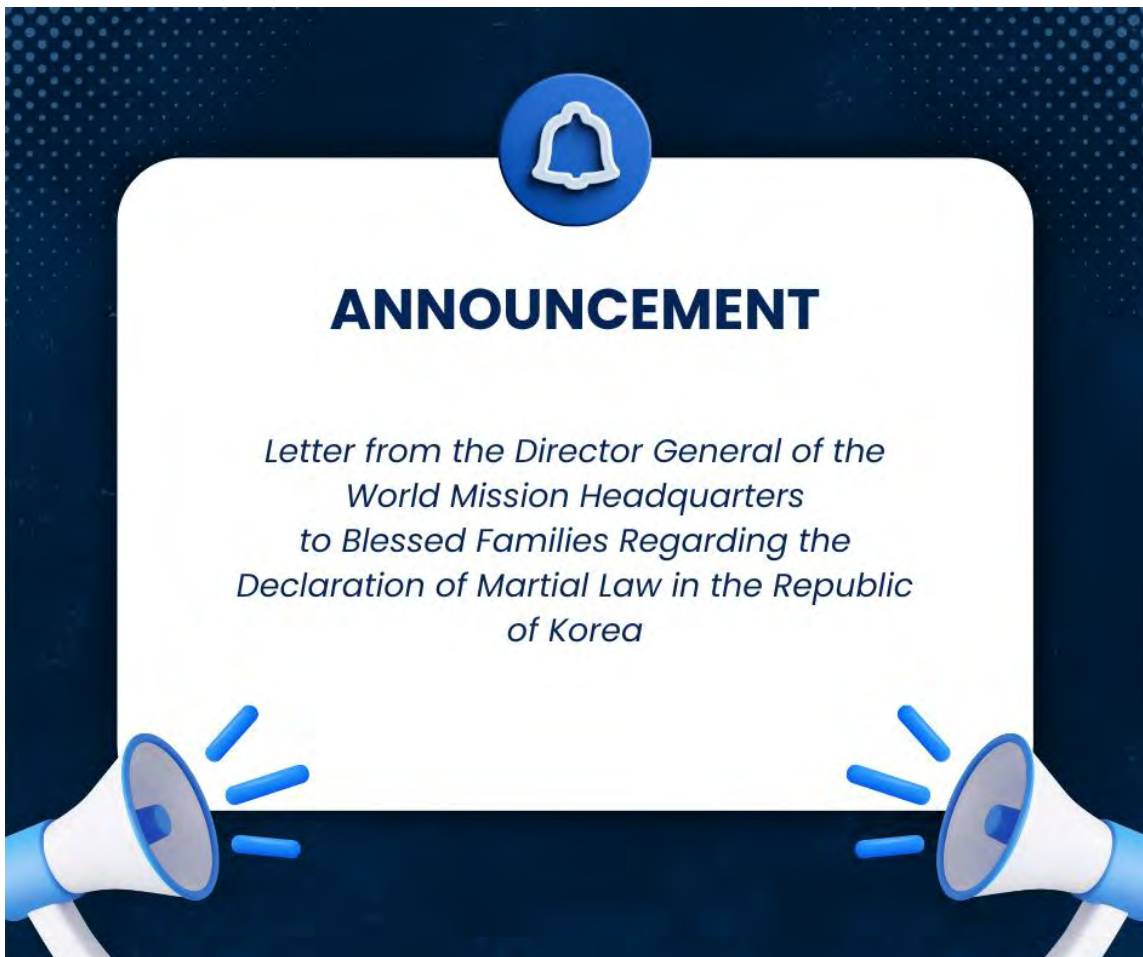 ANNOUNCEMENT
Letter from the Director General of the
World Mission Headquarters
to Blessed Families Regarding the
Declaration of Martial Law in the Republic
of Korea